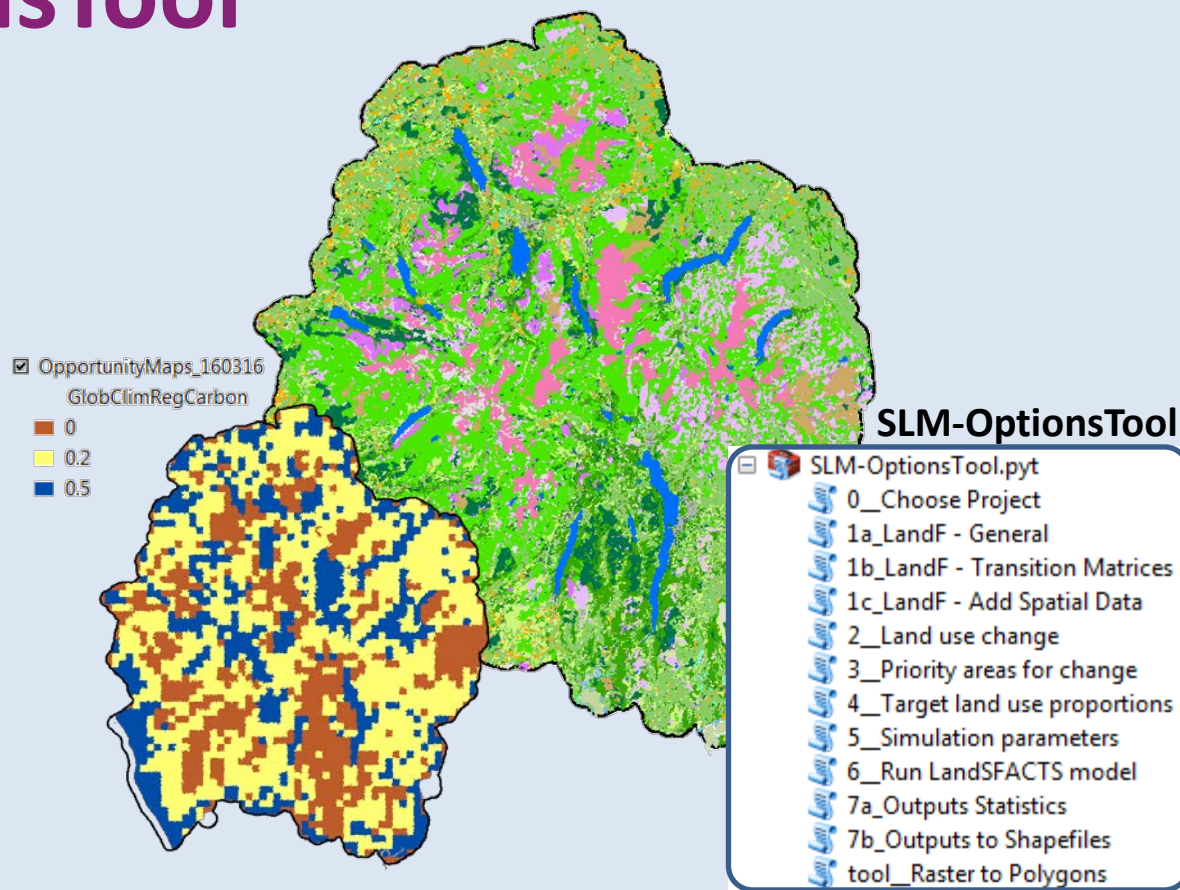 OpportunityMaps_160316
GlobClimRegCarbon
0
0.2
0.5
SLM-OptionsTool
SLM-OptionsTool.pyt
0__Choose Project
1a_LandF - General
1b_LandF - Transition Matrices
1c_LandF - Add Spatial Data
2__Land use change
3__Priority areas for change
4__Target land use proportions
5__Simulation parameters
6__Run LandSFACTS model
7a_Outputs Statistics
7b_Outputs to Shapefiles
tool__Raster to Polygons